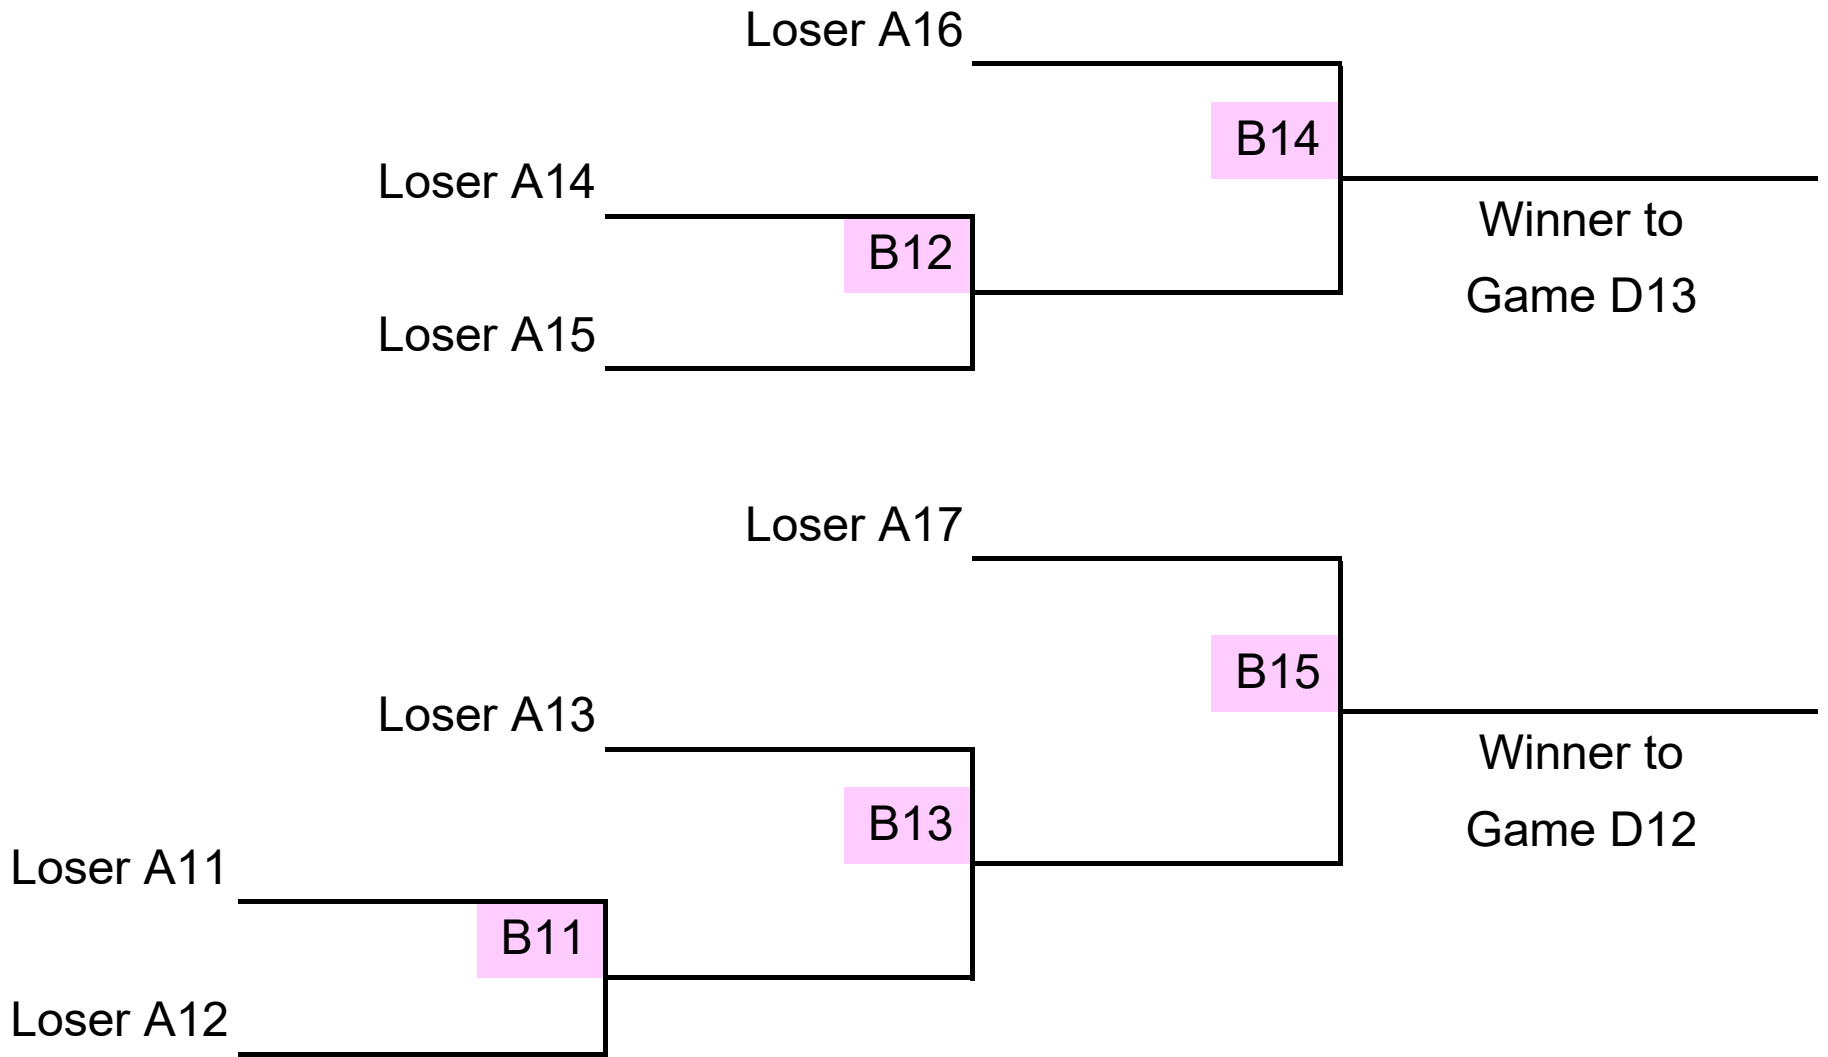 Loser A16
B14
Loser A14
Winner to
B12
Game D13
Loser A15
Loser A17
B15
Loser A13
Winner to
B13
Game D12
Loser A11
B11
Loser A12